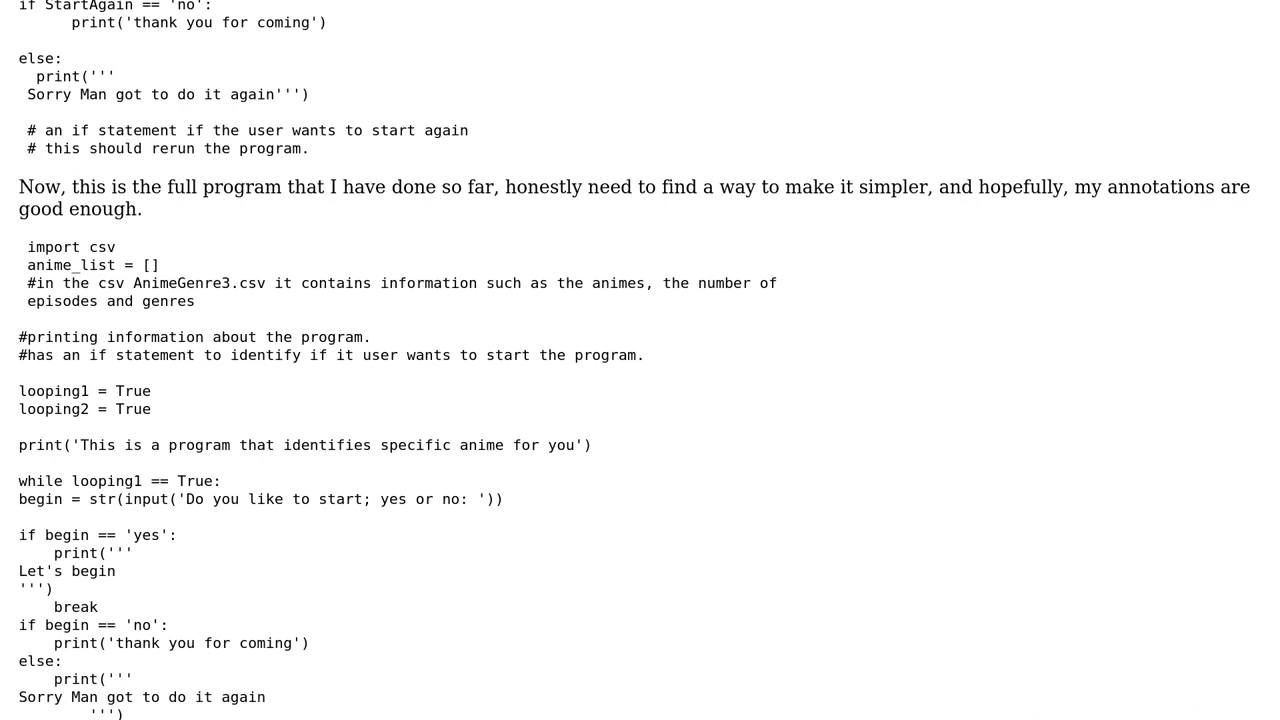 if StartAgain == 'no':
      print('thank you for coming')

else:
  print('''
 Sorry Man got to do it again''')

 # an if statement if the user wants to start again
 # this should rerun the program.

Now, this is the full program that I have done so far, honestly need to find a way to make it simpler, and hopefully, my annotations are
good enough.

 import csv
 anime_list = []
 #in the csv AnimeGenre3.csv it contains information such as the animes, the number of
 episodes and genres

#printing information about the program.
#has an if statement to identify if it user wants to start the program.

looping1 = True
looping2 = True

print('This is a program that identifies specific anime for you')

while looping1 == True:
begin = str(input('Do you like to start; yes or no: '))

if begin == 'yes':
    print('''
Let's begin
''')
    break
if begin == 'no':
    print('thank you for coming')
else:
    print('''
Sorry Man got to do it again
        ''')